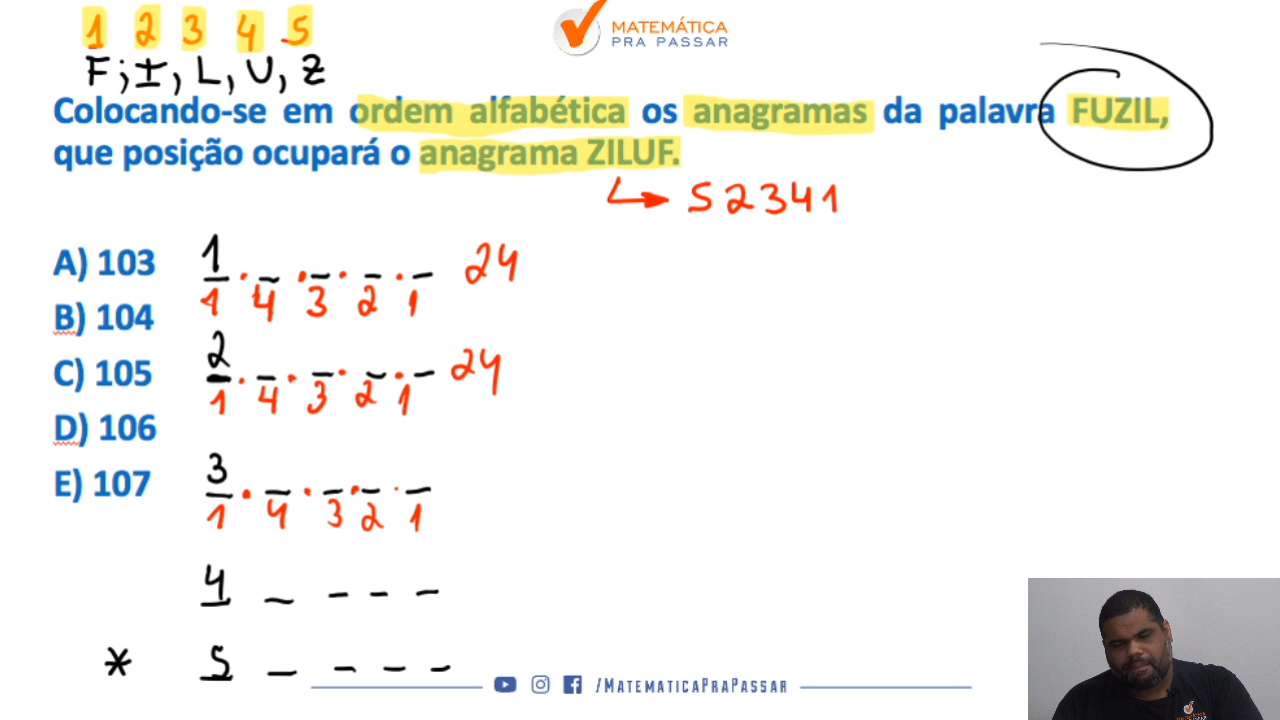 1 2 3 4 5
F, I, L, U, Z
MATEMÁTICA
PRA PASSAR
Colocando-se em ordem alfabética os anagramas da palavra FUZIL,
que posição ocupará o anagrama ZILUF.
52341
A) 103
B) 104
C) 105
D) 106
E) 107
1
1 · 4 · 3 · 2 · 1 24
2
1 · 4 · 3 · 2 · 1 24
3
1 · 4 · 3 · 2 · 1
4 _ _ _ _
* 5 _ _ _ _
/MATEMATICAPRAPASSAR